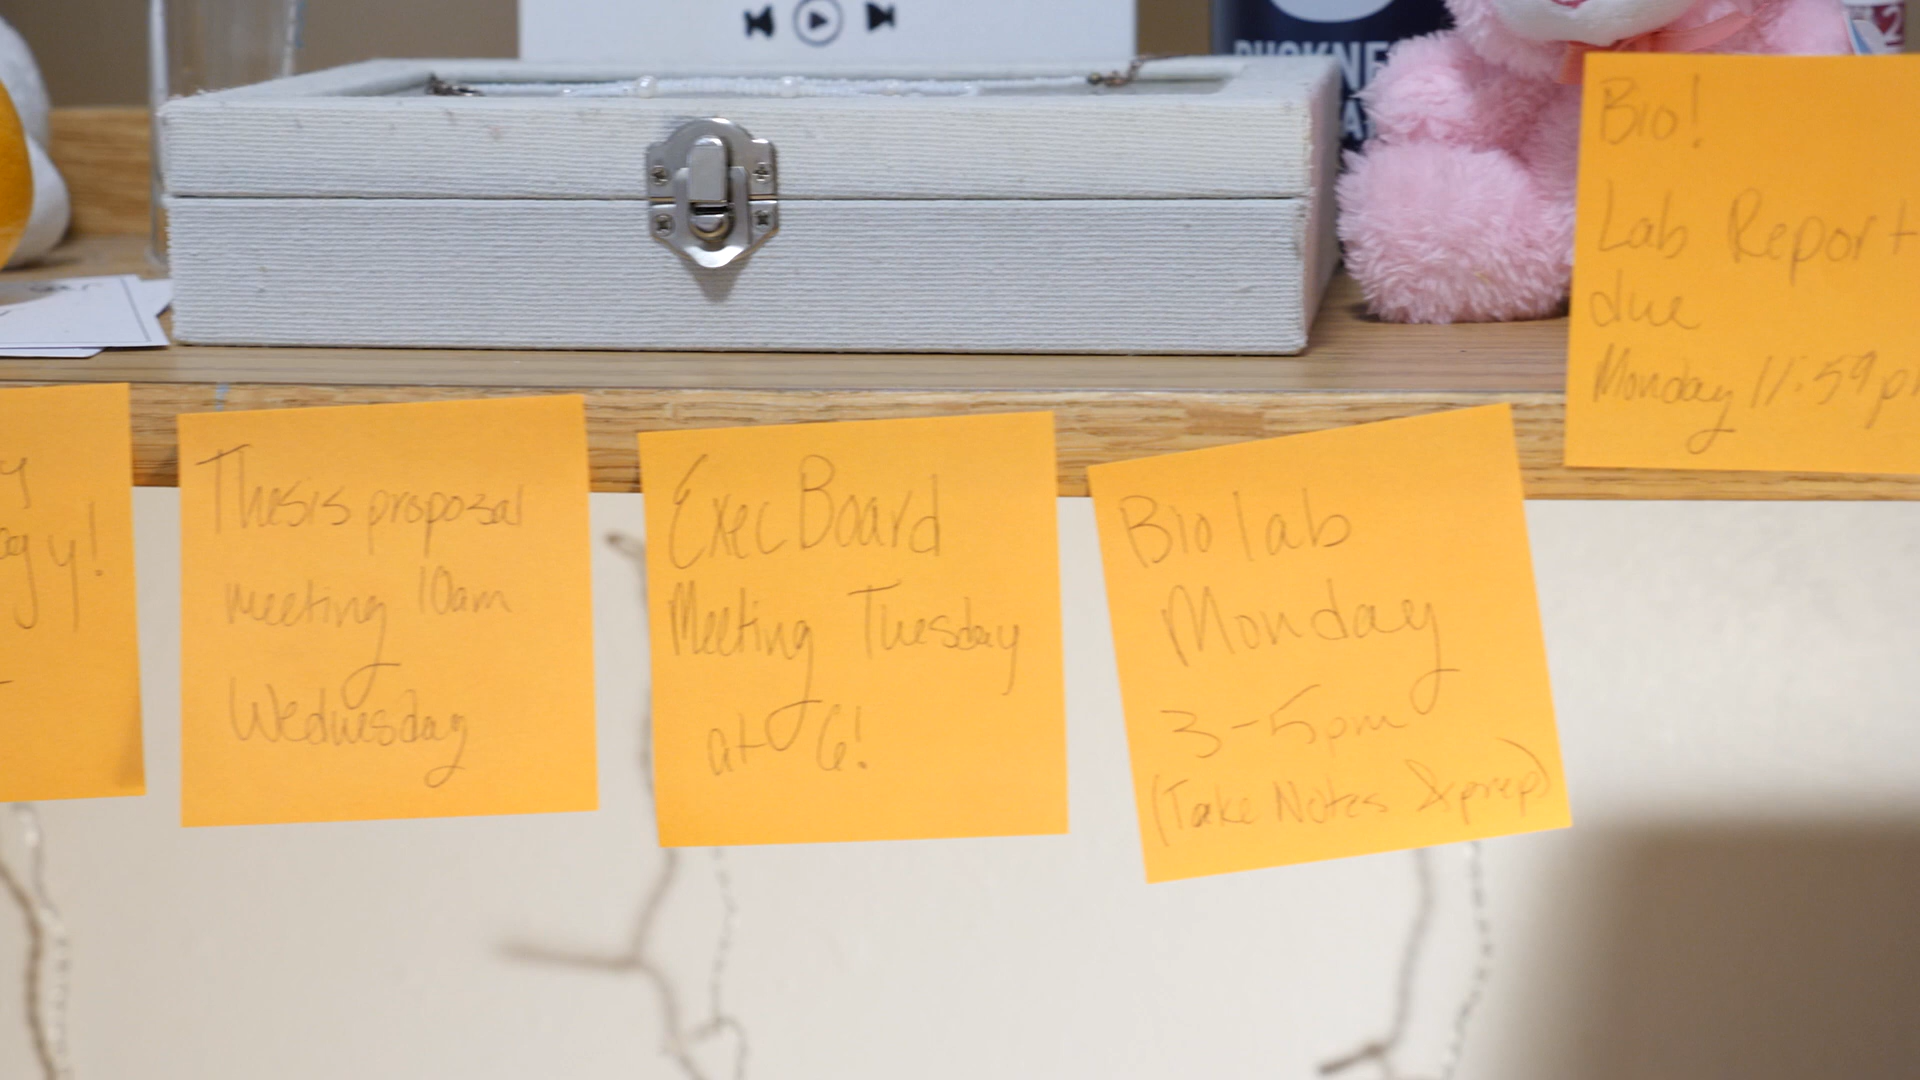 Bio!
Lab Report
due
Monday 11:59p
Thesis proposal
meeting 10am
Wednesday
Exec Board
Meeting Tuesday
at 6!
Bio lab
Monday
3-5pm
(Take Notes & prep)